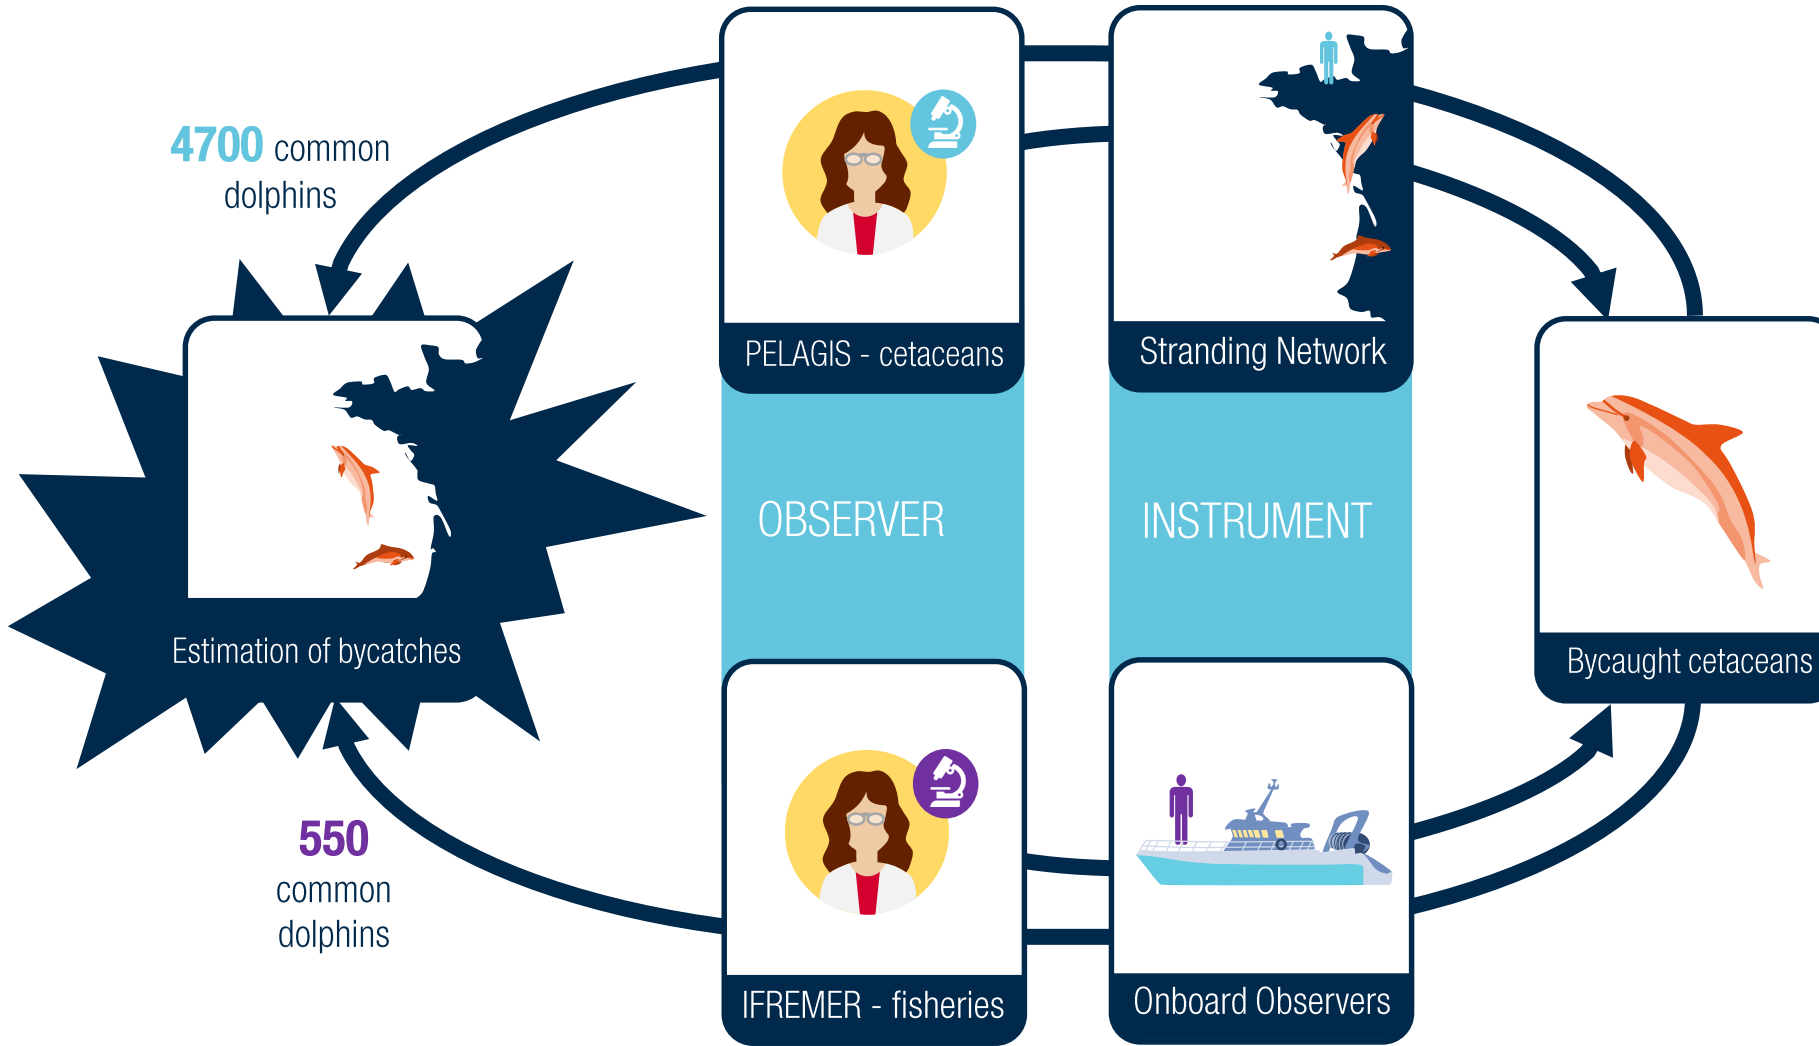 4700 common
dolphins
PELAGIS - cetaceans
Stranding Network
OBSERVER
INSTRUMENT
Estimation of bycatches
Bycaught cetaceans
550
common
dolphins
IFREMER - fisheries
Onboard Observers